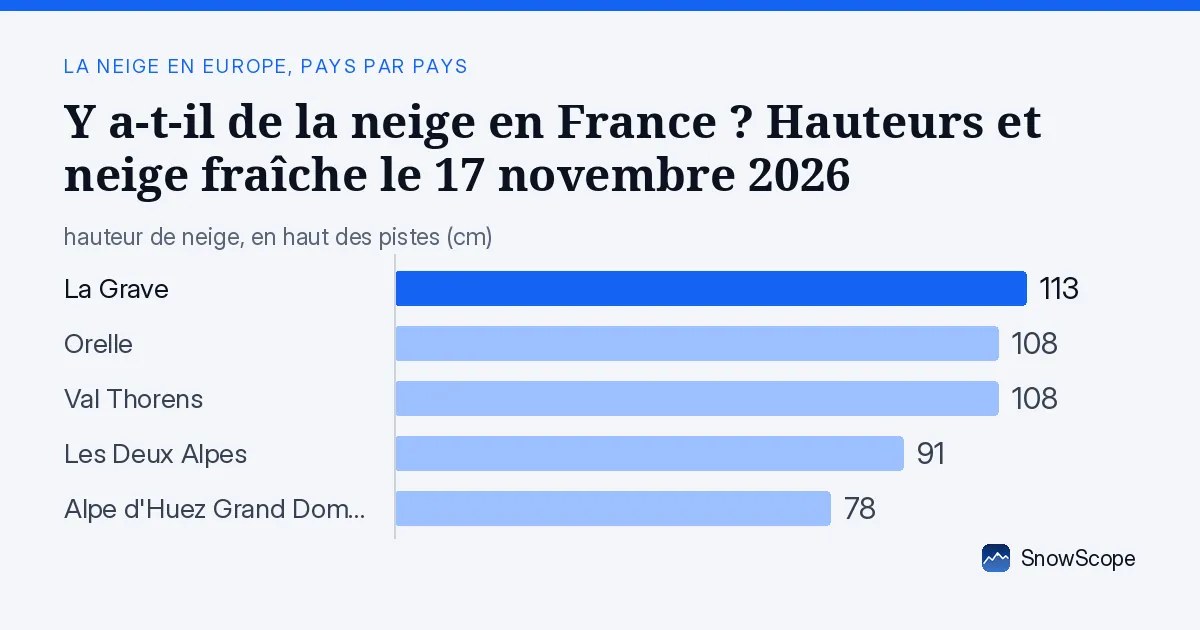 LA NEIGE EN EUROPE, PAYS PAR PAYS
Y a-t-il de la neige en France ? Hauteurs et
neige fraîche le 17 novembre 2026
hauteur de neige, en haut des pistes (cm)
La Grave 113
Orelle 108
Val Thorens 108
Les Deux Alpes 91
Alpe d'Huez Grand Dom... 78
SnowScope